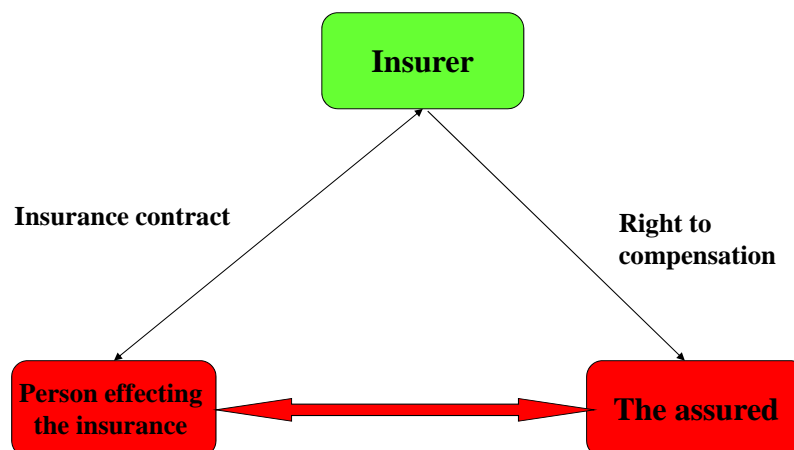 Insurer
Insurance contract
Right to
compensation
Person effecting
the insurance
The assured